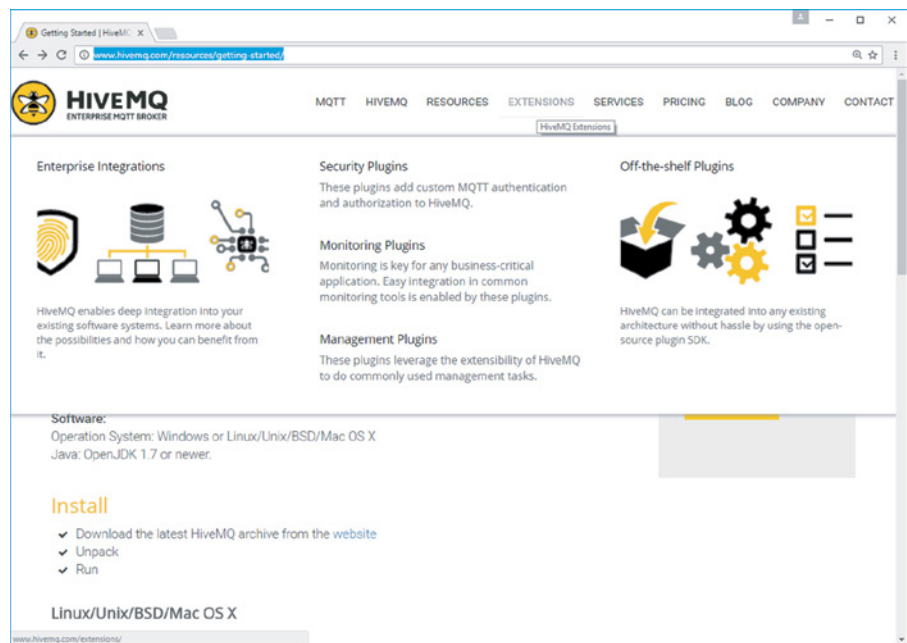 Getting Started | HiveMQ
www.hivemq.com/resources/getting-started/
HIVEMQ
ENTERPRISE MQTT BROKER
MQTT HIVEMQ RESOURCES EXTENSIONS SERVICES PRICING BLOG COMPANY CONTACT
HiveMQ Extensions
Enterprise Integrations
HiveMQ enables deep integration into your
existing software systems. Learn more about
the possibilities and how you can benefit from
it.
Security Plugins
These plugins add custom MQTT authentication
and authorization to HiveMQ.
Monitoring Plugins
Monitoring is key for any business-critical
application. Easy integration in common
monitoring tools is enabled by these plugins.
Management Plugins
These plugins leverage the extensibility of HiveMQ
to do commonly used management tasks.
Off-the-shelf Plugins
HiveMQ can be integrated into any existing
architecture without hassle by using the open-
source plugin SDK.
Software:
Operation System: Windows or Linux/Unix/BSD/Mac OS X
Java: OpenJDK 1.7 or newer.
Install
Download the latest HiveMQ archive from the website
Unpack
Run
Linux/Unix/BSD/Mac OS X
www.hivemq.com/extensions/